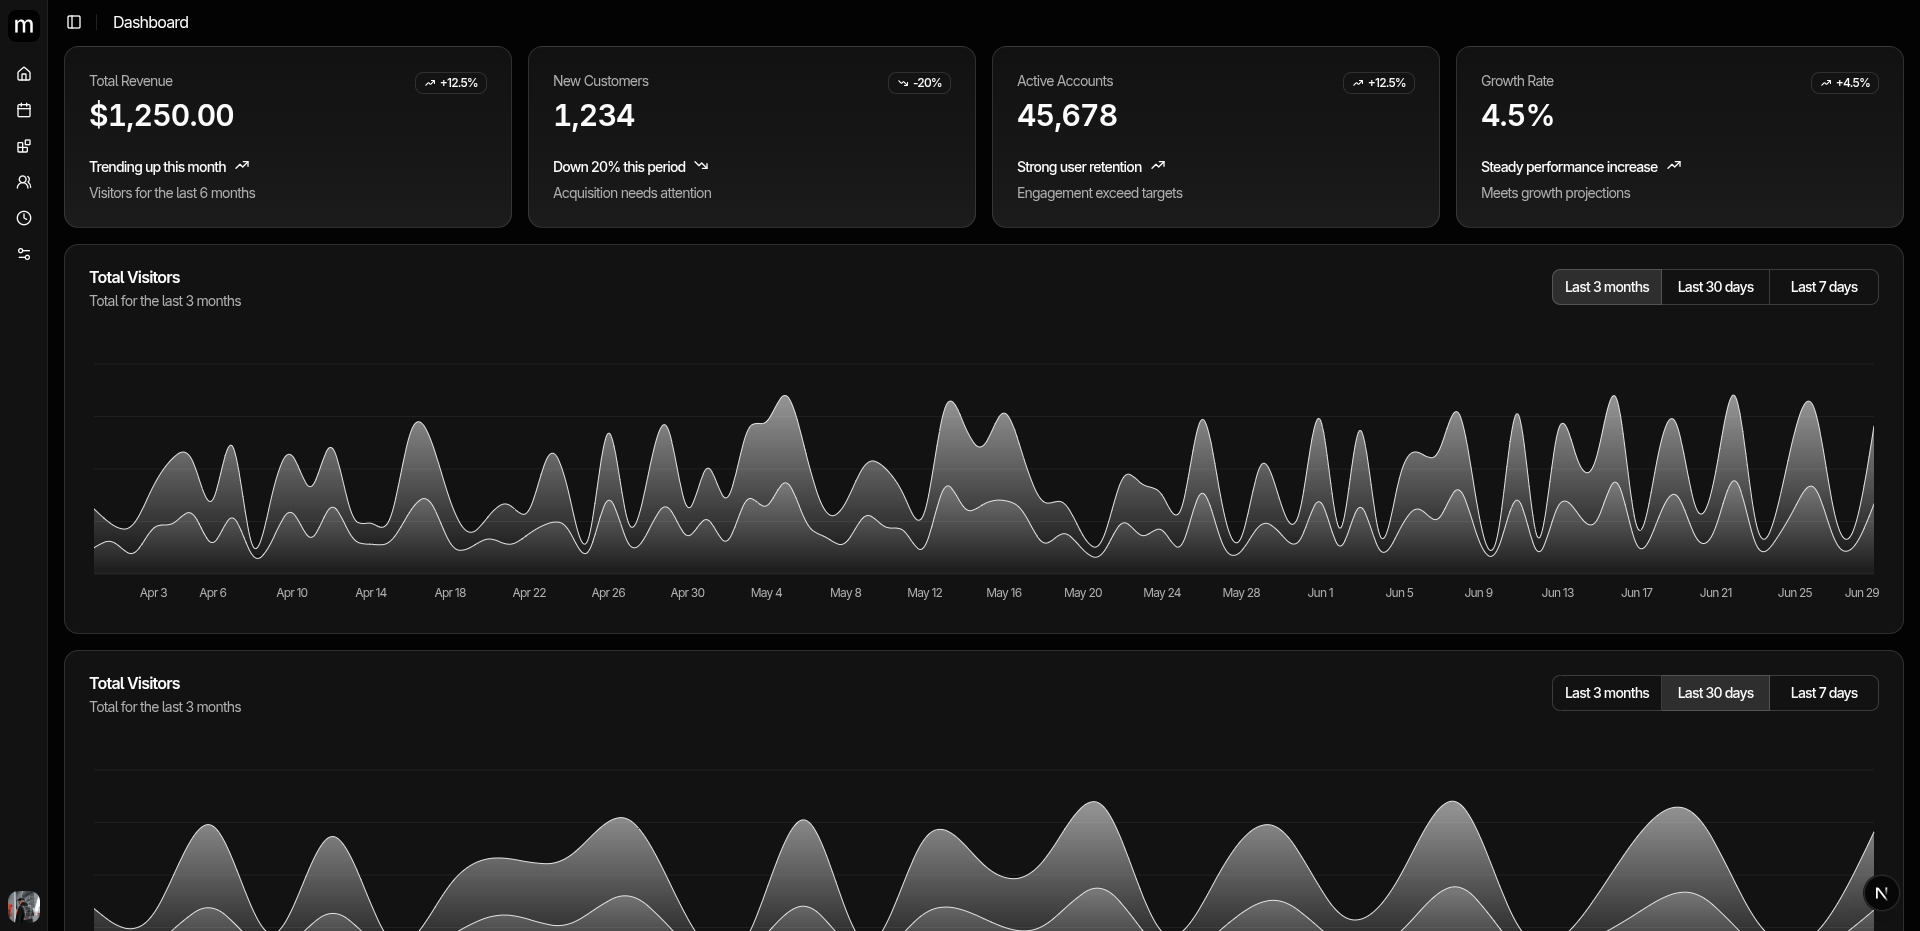 m
Dashboard
Total Revenue
+12.5%
$1,250.00
Trending up this month
Visitors for the last 6 months
New Customers
-20%
1,234
Down 20% this period
Acquisition needs attention
Active Accounts
+12.5%
45,678
Strong user retention
Engagement exceed targets
Growth Rate
+4.5%
4.5%
Steady performance increase
Meets growth projections
Total Visitors
Total for the last 3 months
Last 3 months Last 30 days Last 7 days
Apr 3 Apr 6 Apr 10 Apr 14 Apr 18 Apr 22 Apr 26 Apr 30 May 4 May 8 May 12 May 16 May 20 May 24 May 28 Jun 1 Jun 5 Jun 9 Jun 13 Jun 17 Jun 21 Jun 25 Jun 29
Total Visitors
Total for the last 3 months
Last 3 months Last 30 days Last 7 days
N